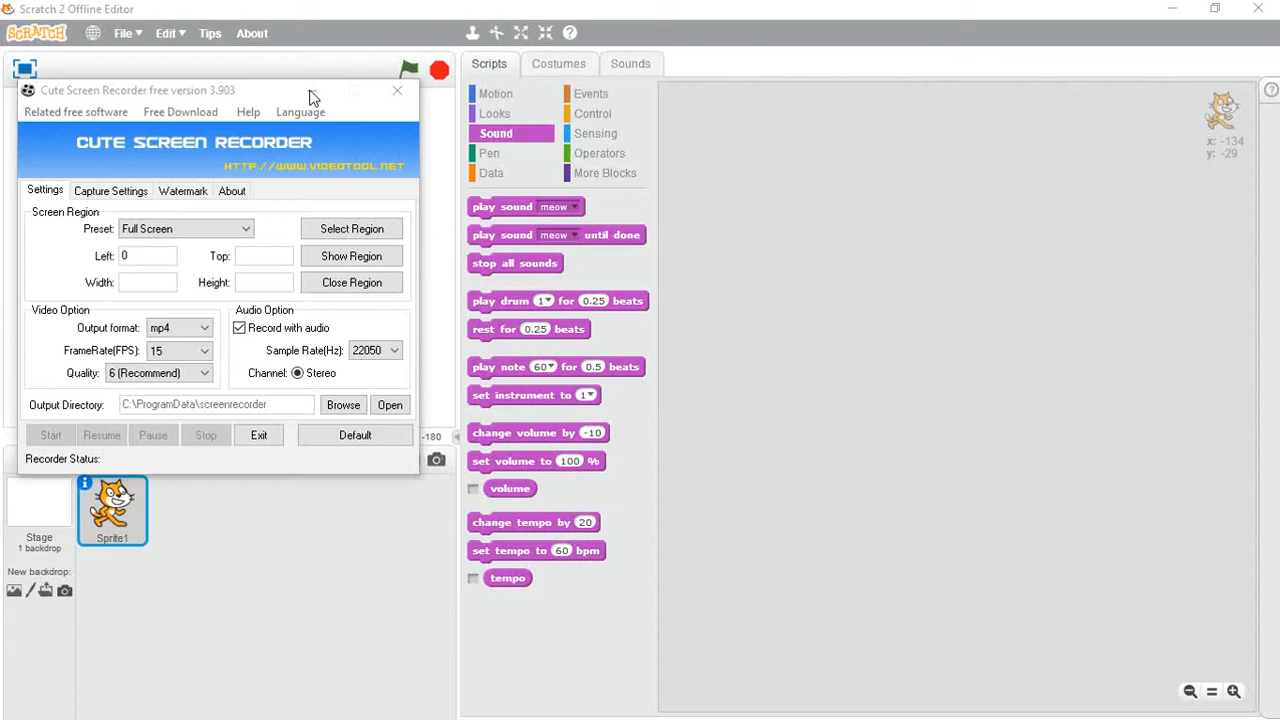 Scratch 2 Offline Editor
SCRATCH File Edit Tips About
Scripts Costumes Sounds
Cute Screen Recorder free version 3.903
Related free software Free Download Help Language
CUTE SCREEN RECORDER
HTTP://WWW.VIDEOTOOL.NET
Settings Capture Settings Watermark About
Screen Region
Preset: Full Screen Select Region
Left: 0 Top: Show Region
Width: Height: Close Region
Video Option Audio Option
Output format: mp4 Record with audio
FrameRate(FPS): 15 Sample Rate(Hz): 22050
Quality: 6 (Recommend) Channel: Stereo
Output Directory: C:\ProgramData\screenrecorder Browse Open
Start Resume Pause Stop Exit Default
Recorder Status:
-180
Sprite1
Stage
1 backdrop
New backdrop:
Motion Events
Looks Control
Sound Sensing
Pen Operators
Data More Blocks
play sound meow
play sound meow until done
stop all sounds
play drum 1 for 0.25 beats
rest for 0.25 beats
play note 60 for 0.5 beats
set instrument to 1
change volume by -10
set volume to 100 %
volume
change tempo by 20
set tempo to 60 bpm
tempo
x: -134
y: -29